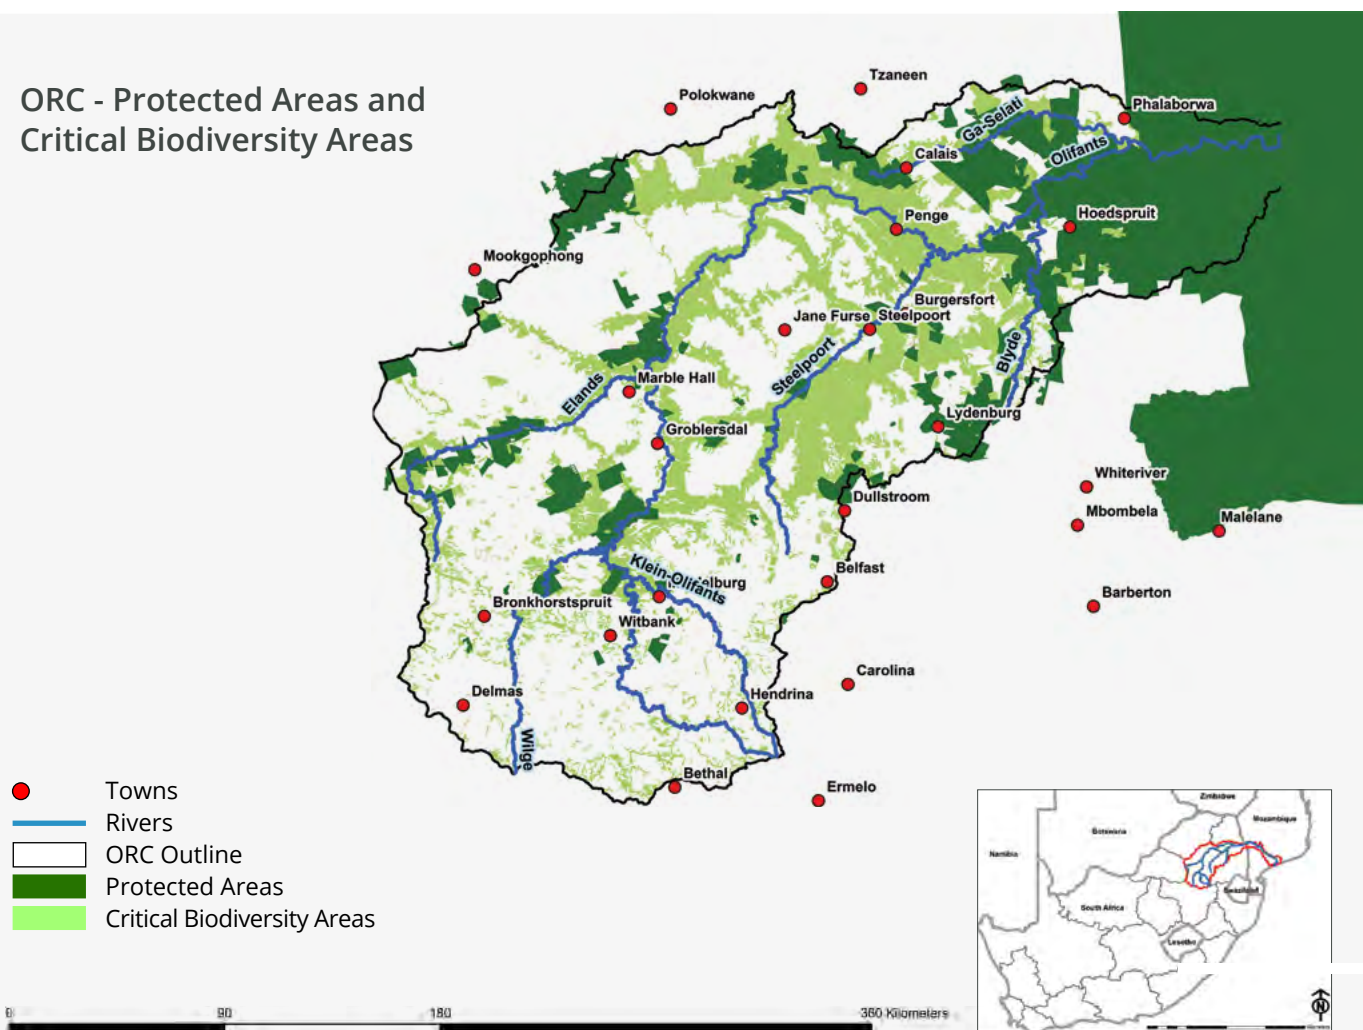 ORC - Protected Areas and
Critical Biodiversity Areas
Tzaneen
Polokwane
Phalaborwa
Ga-Selati
Olifants
Calais
Penge
Hoedspruit
Mookgophong
Burgersfort
Jane Furse
Steelpoort
Steelpoort
Blyde
Marble Hall
Elands
Lydenburg
Groblersdal
Whiteriver
Dullstroom
Mbombela
Malelane
Klein-Olifants
elburg
Belfast
Barberton
Bronkhorstspruit
Witbank
Carolina
Delmas
Hendrina
Wilge
Bethal
Ermelo
Towns
Rivers
ORC Outline
Protected Areas
Critical Biodiversity Areas
Zimbabwe
Mozambique
Botswana
Namibia
Swaziland
South Africa
Lesotho
N
0 90 180 360 Kilometers